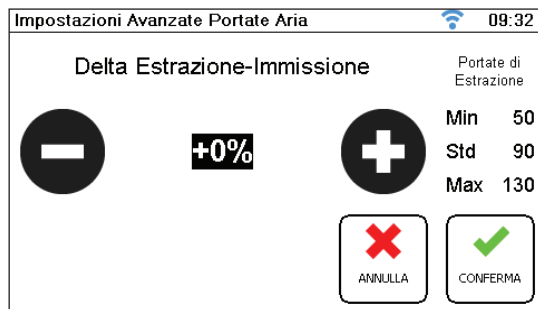 Impostazioni Avanzate Portate Aria 09:32
Delta Estrazione-Immissione
Portate di
Estrazione
+0%
Min 50
Std 90
Max 130
ANNULLA
CONFERMA